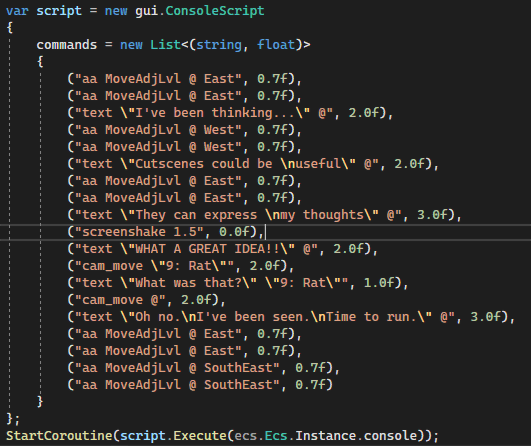 var script = new gui.ConsoleScript
{
    commands = new List<(string, float)>
    {
        ("aa MoveAdjLvl @ East", 0.7f),
        ("aa MoveAdjLvl @ East", 0.7f),
        ("text \"I've been thinking...\" @", 2.0f),
        ("aa MoveAdjLvl @ West", 0.7f),
        ("aa MoveAdjLvl @ West", 0.7f),
        ("text \"Cutscenes could be \nuseful\" @", 2.0f),
        ("aa MoveAdjLvl @ East", 0.7f),
        ("aa MoveAdjLvl @ East", 0.7f),
        ("text \"They can express \nmy thoughts\" @", 3.0f),
        ("screenshake 1.5", 0.0f),
        ("text \"WHAT A GREAT IDEA!!\" @", 2.0f),
        ("cam_move \"9: Rat\"", 2.0f),
        ("text \"What was that?\" \"9: Rat\"", 1.0f),
        ("cam_move @", 2.0f),
        ("text \"Oh no.\nI've been seen.\nTime to run.\" @", 3.0f),
        ("aa MoveAdjLvl @ East", 0.7f),
        ("aa MoveAdjLvl @ East", 0.7f),
        ("aa MoveAdjLvl @ SouthEast", 0.7f),
        ("aa MoveAdjLvl @ SouthEast", 0.7f)
    }
};
StartCoroutine(script.Execute(ecs.Ecs.Instance.console));